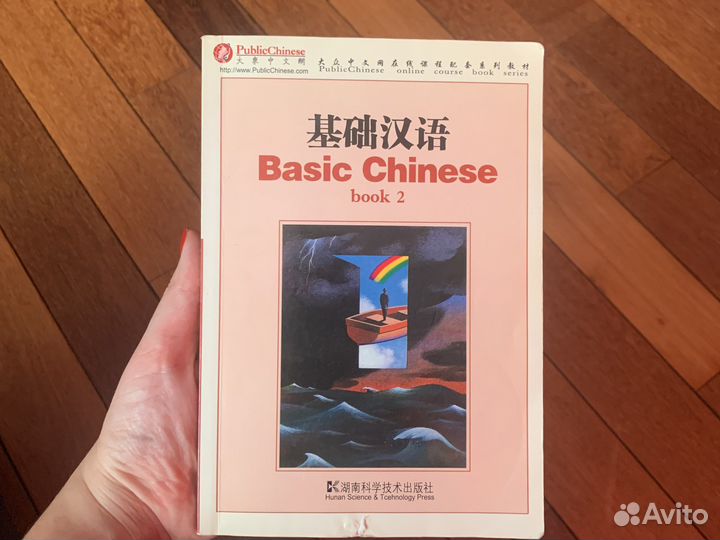 PublicChinese
大众中文网
http://www.PublicChinese.com
大众中文网在线课程配套系列教材
PublicChinese online course book series
基础汉语
Basic Chinese
book 2
湖南科学技术出版社
Hunan Science & Tcehnology Press
Avito